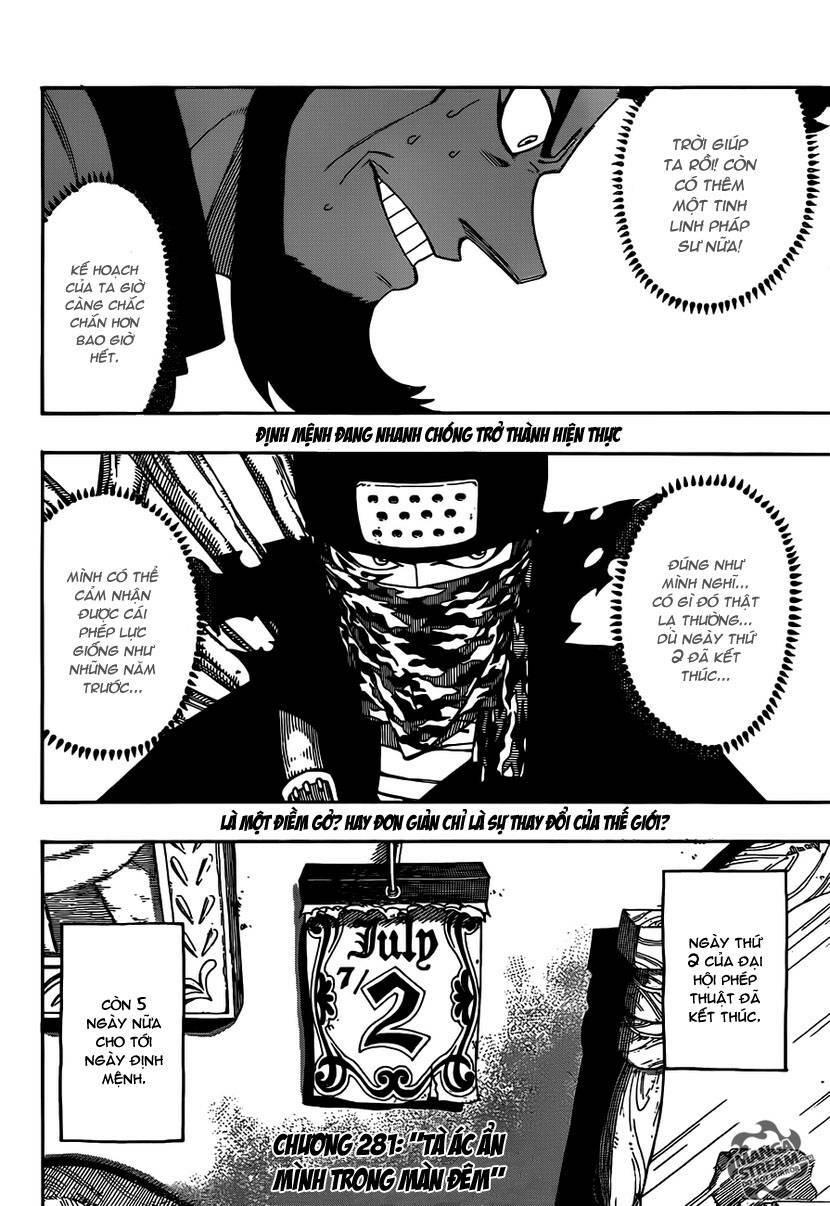 TRỜI GIÚP
TA RỒI! CÒN
CÓ THÊM
MỘT TINH
LINH PHÁP
SƯ NỮA!
KẾ HOẠCH
CỦA TA GIỜ
CÀNG CHẮC
CHẮN HƠN
BAO GIỜ
HẾT.
ĐỊNH MỆNH ĐANG NHANH CHÓNG TRỞ THÀNH HIỆN THỰC
ĐÚNG NHƯ
MÌNH NGHĨ...
CÓ GÌ ĐÓ THẬT
LẠ THƯỜNG...
DÙ NGÀY THỨ
2 ĐÃ KẾT
THÚC...
MÌNH CÓ THỂ
CẢM NHẬN
ĐƯỢC CÁI
PHÉP LỰC
GIỐNG NHƯ
NHỮNG NĂM
TRƯỚC...
LÀ MỘT ĐIỀM GỞ? HAY ĐƠN GIẢN CHỈ LÀ SỰ THAY ĐỔI CỦA THẾ GIỚI?
NGÀY THỨ
2 CỦA ĐẠI
HỘI PHÉP
THUẬT ĐÃ
KẾT THÚC.
July
7/2
CÒN 5
NGÀY NỮA
CHO TỚI
NGÀY ĐỊNH
MỆNH.
CHƯƠNG 281: "TÀ ÁC ẨN
MÌNH TRONG MÀN ĐÊM"
MANGA
STREAM